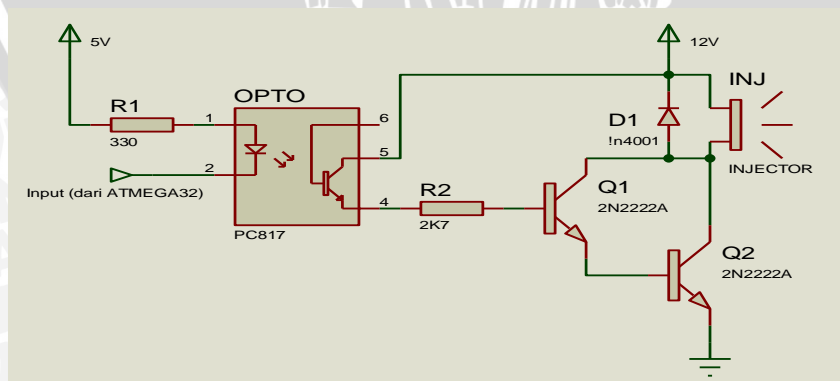 5V
12V
R1
330
1
OPTO
6
5
4
2
PC817
Input (dari ATMEGA32)
D1
!n4001
INJ
INJECTOR
R2
2K7
Q1
2N2222A
Q2
2N2222A